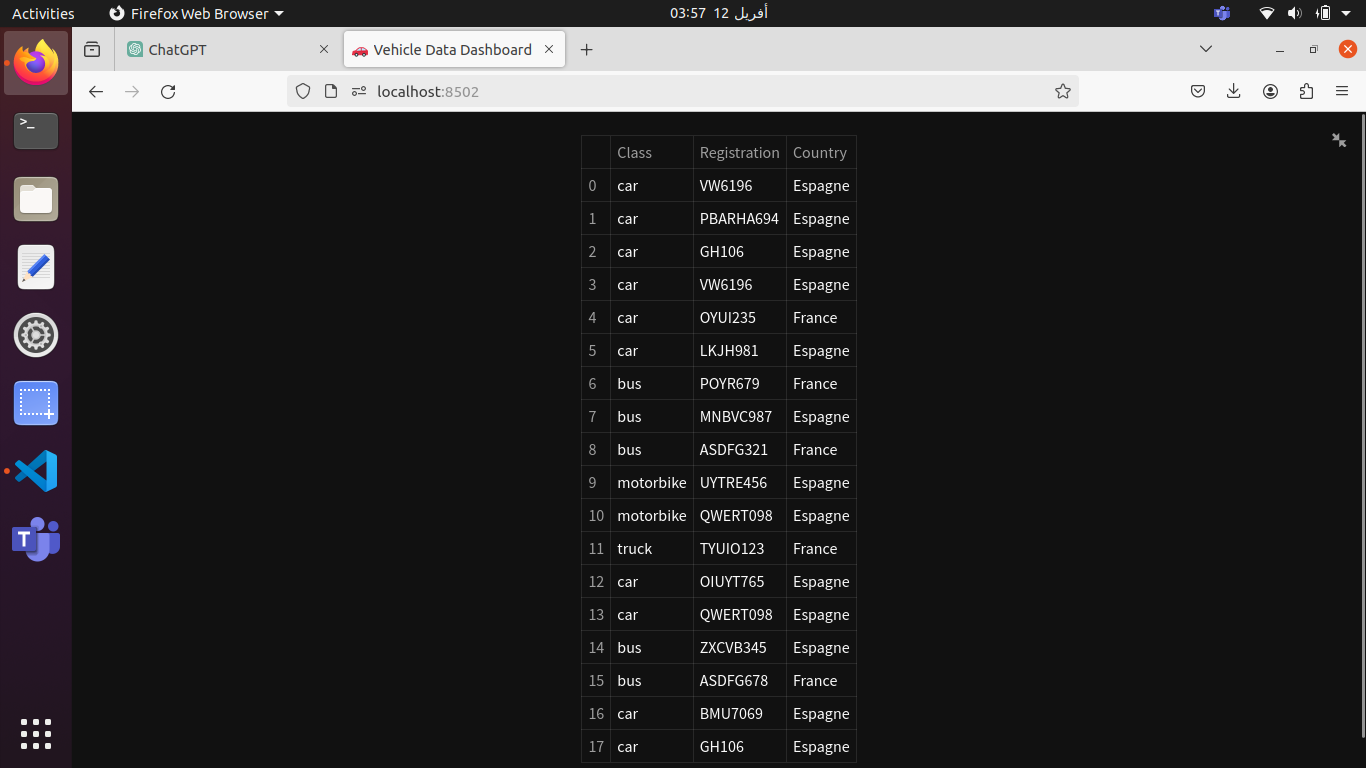 Activities Firefox Web Browser 03:57 12 أفريل
ChatGPT Vehicle Data Dashboard
localhost:8502
Class Registration Country
0 car VW6196 Espagne
1 car PBARHA694 Espagne
2 car GH106 Espagne
3 car VW6196 Espagne
4 car OYUI235 France
5 car LKJH981 Espagne
6 bus POYR679 France
7 bus MNBVC987 Espagne
8 bus ASDFG321 France
9 motorbike UYTRE456 Espagne
10 motorbike QWERT098 Espagne
11 truck TYUIO123 France
12 car OIUYT765 Espagne
13 car QWERT098 Espagne
14 bus ZXCVB345 Espagne
15 bus ASDFG678 France
16 car BMU7069 Espagne
17 car GH106 Espagne